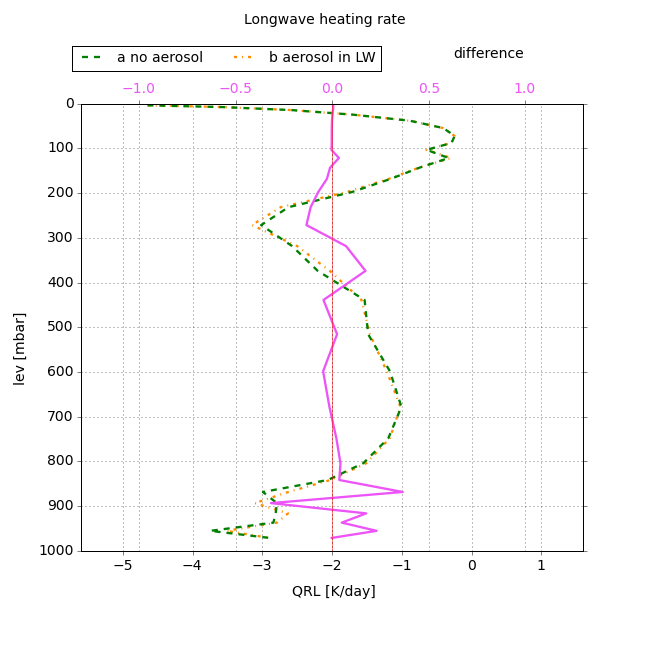 Longwave heating rate
a no aerosol
b aerosol in LW
difference
−1.0 −0.5 0.0 0.5 1.0
0
100
200
300
400
500
600
700
800
900
1000
lev [mbar]
−5 −4 −3 −2 −1 0 1
QRL [K/day]